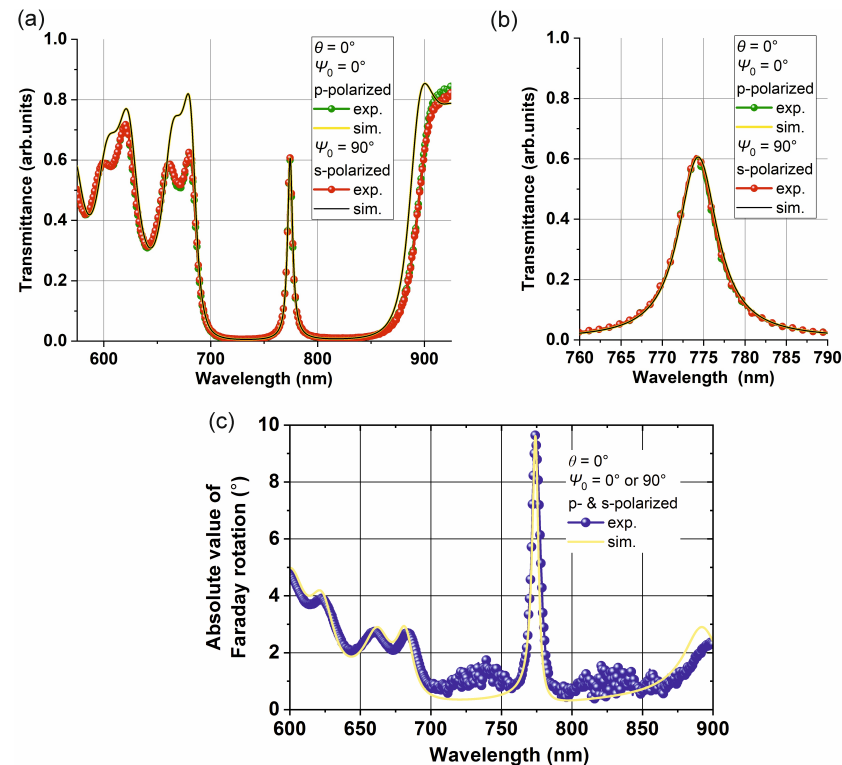 (a)
Transmittance (arb.units)
1.0
0.8
0.6
0.4
0.2
0.0
θ = 0°
Ψ0 = 0°
p-polarized
exp.
sim.
Ψ0 = 90°
s-polarized
exp.
sim.
600
700
800
900
Wavelength (nm)
(b)
Transmittance (arb.units)
1.0
0.8
0.6
0.4
0.2
0.0
θ = 0°
Ψ0 = 0°
p-polarized
exp.
sim.
Ψ0 = 90°
s-polarized
exp.
sim.
760 765 770 775 780 785 790
Wavelength (nm)
(c)
Absolute value of
Faraday rotation (°)
10
8
6
4
2
0
θ = 0°
Ψ0 = 0° or 90°
p- & s-polarized
exp.
sim.
600 650 700 750 800 850 900
Wavelength (nm)